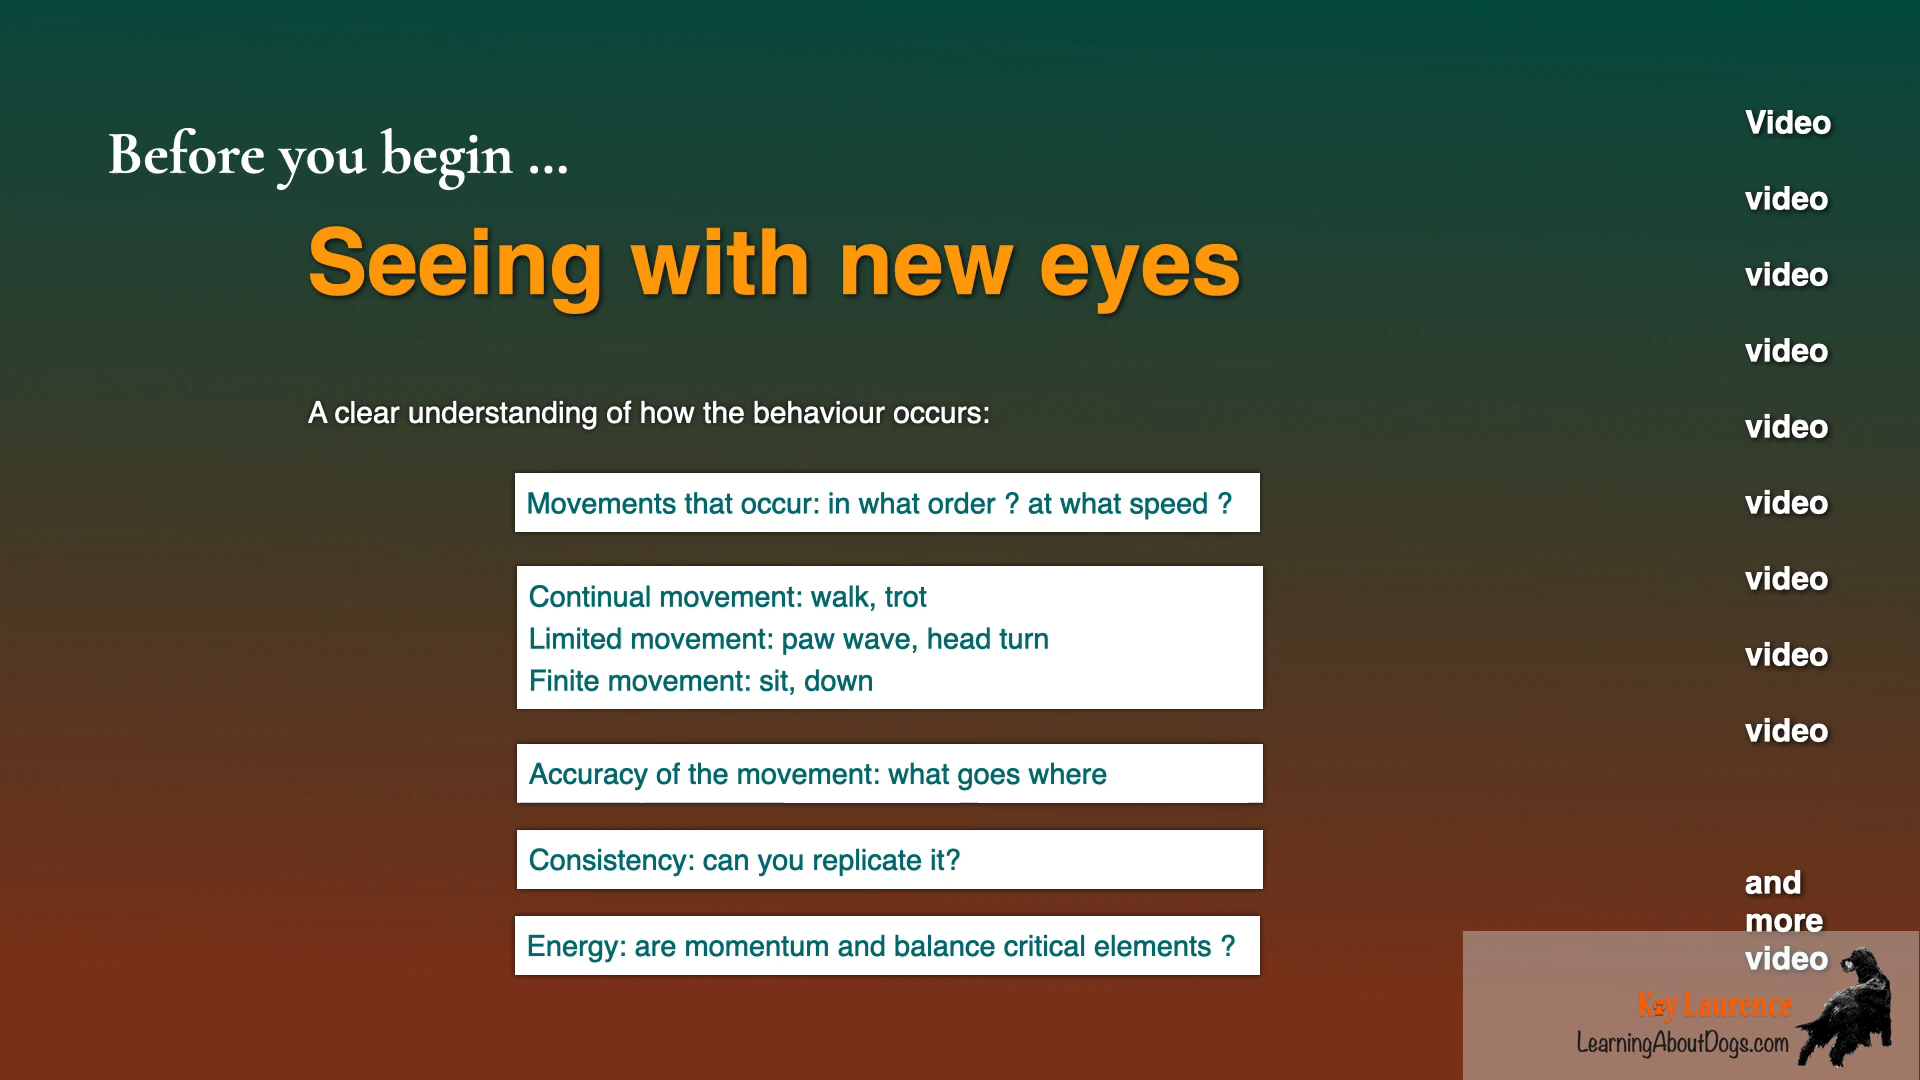 Before you begin ...
Seeing with new eyes
A clear understanding of how the behaviour occurs:
Movements that occur: in what order ? at what speed ?
Continual movement: walk, trot
Limited movement: paw wave, head turn
Finite movement: sit, down
Accuracy of the movement: what goes where
Consistency: can you replicate it?
Energy: are momentum and balance critical elements ?
Video
video
video
video
video
video
video
video
video
and
more
video
Kay Laurence
LearningAboutDogs.com